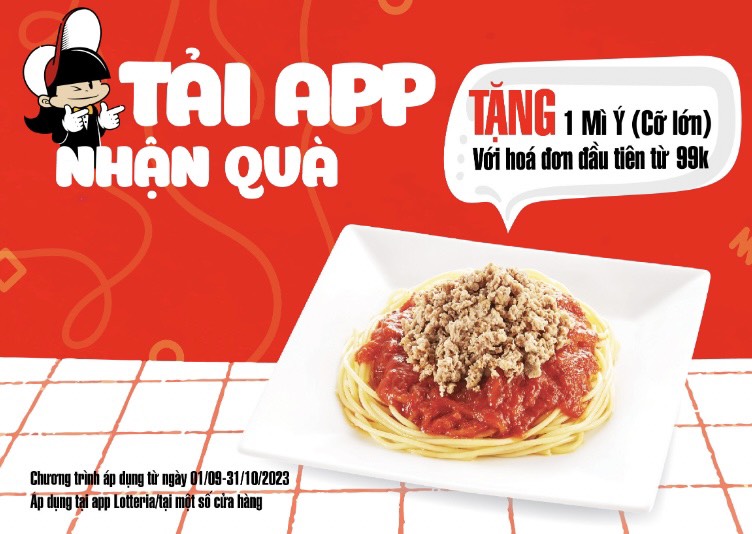 TẢI APP
NHẬN QUÀ
TẶNG 1 Mì Ý (Cỡ lớn)
Với hoá đơn đầu tiên từ 99k
Chương trình áp dụng từ ngày 01/09-31/10/2023
Áp dụng tại app Lotteria/tại một số cửa hàng